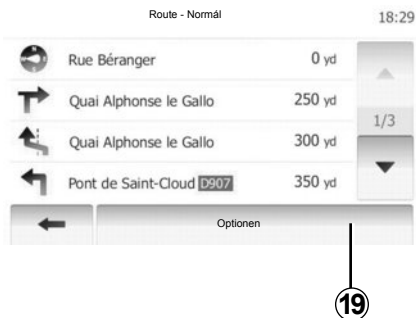 Route - Normál 18:29
Rue Béranger 0 yd
Quai Alphonse le Gallo 250 yd
1/3
Quai Alphonse le Gallo 300 yd
Pont de Saint-Cloud D907 350 yd
Optionen
19